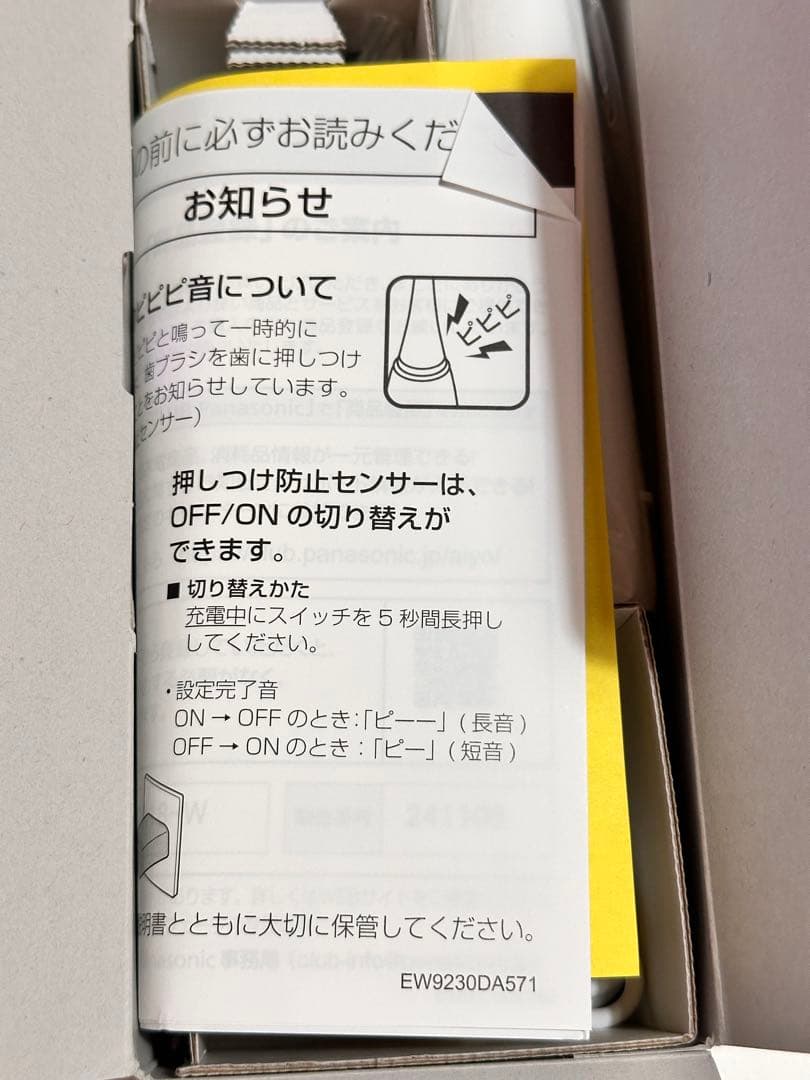 の前に必ずお読みくだ
お知らせ
ピピピ音について
ピピと鳴って一時的に
歯ブラシを歯に押しつけ
とをお知らせしています。
センサー）
押しつけ防止センサーは、
OFF/ON の切り替えが
できます。
■ 切り替えかた
充電中にスイッチを 5 秒間長押し
してください。
・設定完了音
ON → OFF のとき：「ピーー」( 長音 )
OFF → ON のとき：「ピー」( 短音 )
明書とともに大切に保管してください。
EW9230DA571